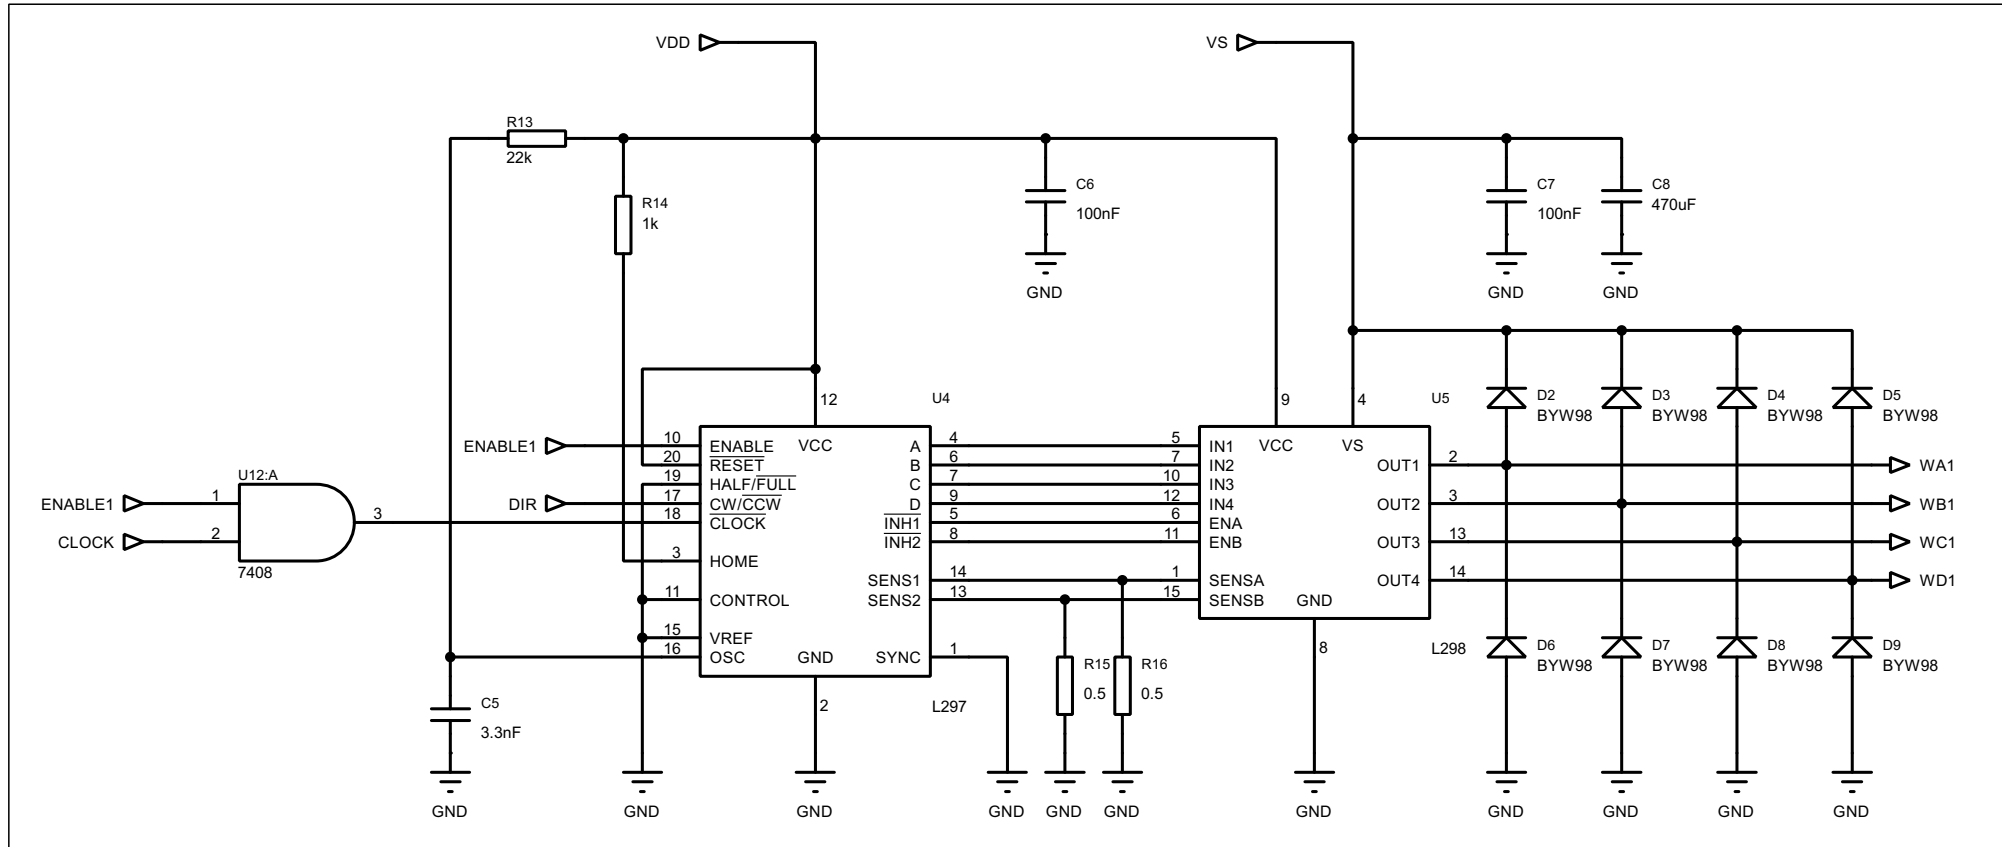 VDD
VS
R13
22k
R14
1k
C6
100nF
GND
C7
100nF
GND
C8
470uF
GND
U4
12
9
4
U5
D2
BYW98
D3
BYW98
D4
BYW98
D5
BYW98
ENABLE1
10
ENABLE
VCC
A
4
5
IN1
VCC
VS
20
RESET
B
6
7
IN2
OUT1
2
WA1
U12:A
19
HALF/FULL
C
7
10
IN3
ENABLE1
1
DIR
17
CW/CCW
D
9
12
IN4
OUT2
3
WB1
3
18
CLOCK
INH1
5
6
ENA
CLOCK
2
INH2
8
11
ENB
OUT3
13
WC1
7408
3
HOME
SENS1
14
1
SENSA
OUT4
14
WD1
11
CONTROL
SENS2
13
15
SENSB
GND
15
VREF
16
OSC
GND
SYNC
1
8
L298
D6
BYW98
D7
BYW98
D8
BYW98
D9
BYW98
R15
0.5
R16
0.5
C5
3.3nF
2
L297
GND
GND
GND
GND
GND
GND
GND
GND
GND
GND
GND